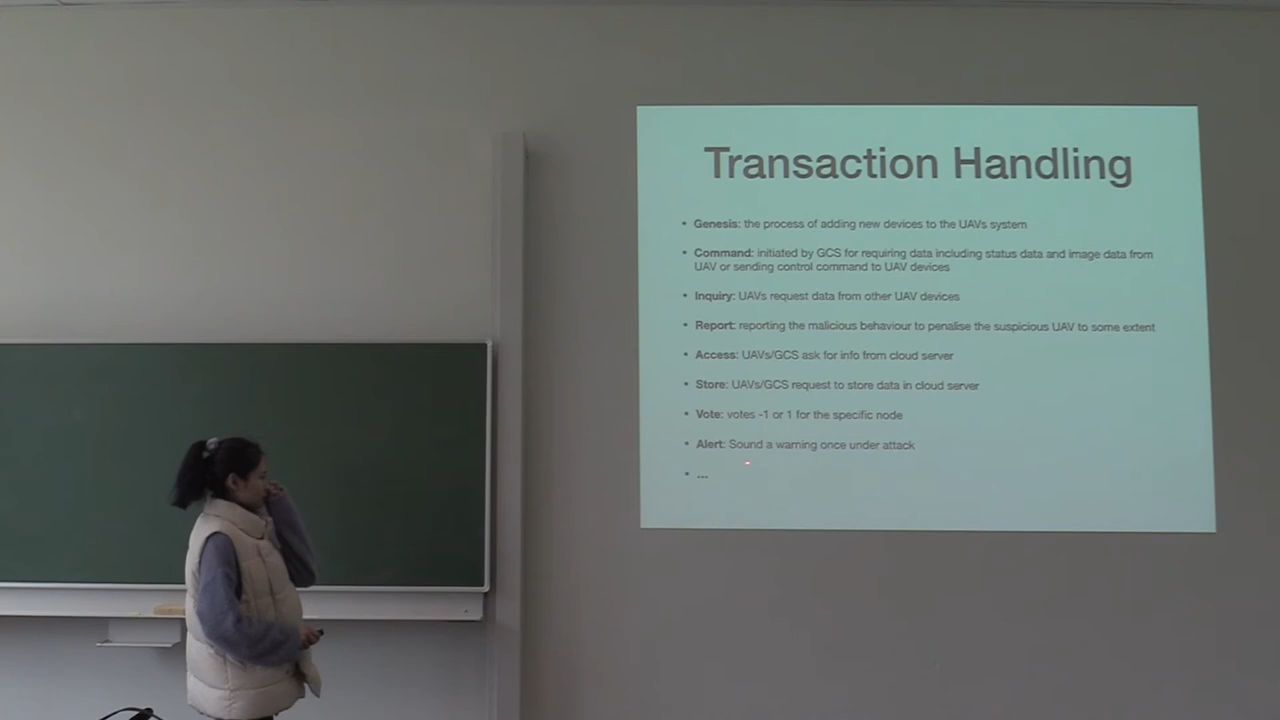 Transaction Handling
• Genesis: the process of adding new devices to the UAVs system
• Command: initiated by GCS for requiring data including status data and image data from
UAV or sending control command to UAV devices
• Inquiry: UAVs request data from other UAV devices
• Report: reporting the malicious behaviour to penalise the suspicious UAV to some extent
• Access: UAVs/GCS ask for info from cloud server
• Store: UAVs/GCS request to store data in cloud server
• Vote: votes -1 or 1 for the specific node
• Alert: Sound a warning once under attack
• ...